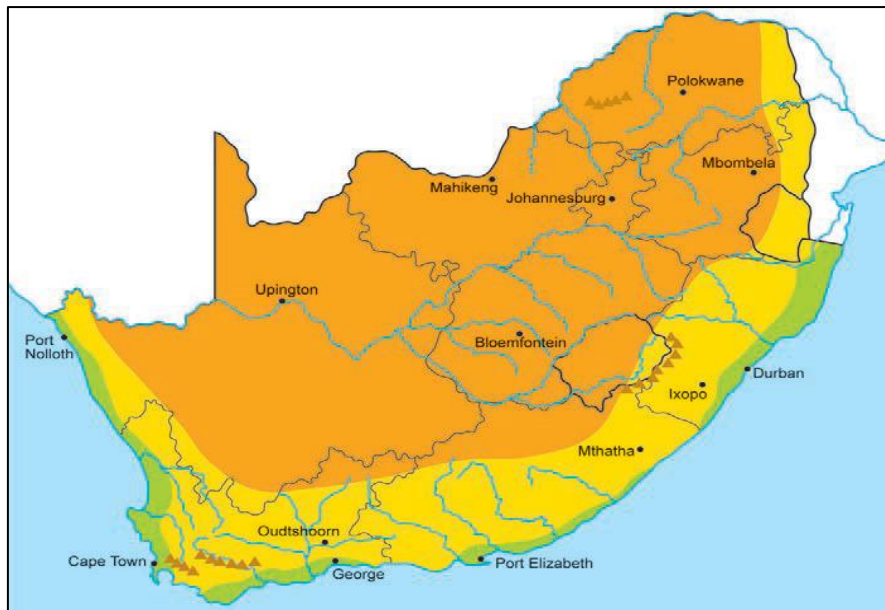 Polokwane
Mbombela
Mahikeng
Johannesburg
Upington
Port
Nolloth
Bloemfontein
Durban
Ixopo
Mthatha
Oudtshoorn
Cape Town
George
Port Elizabeth